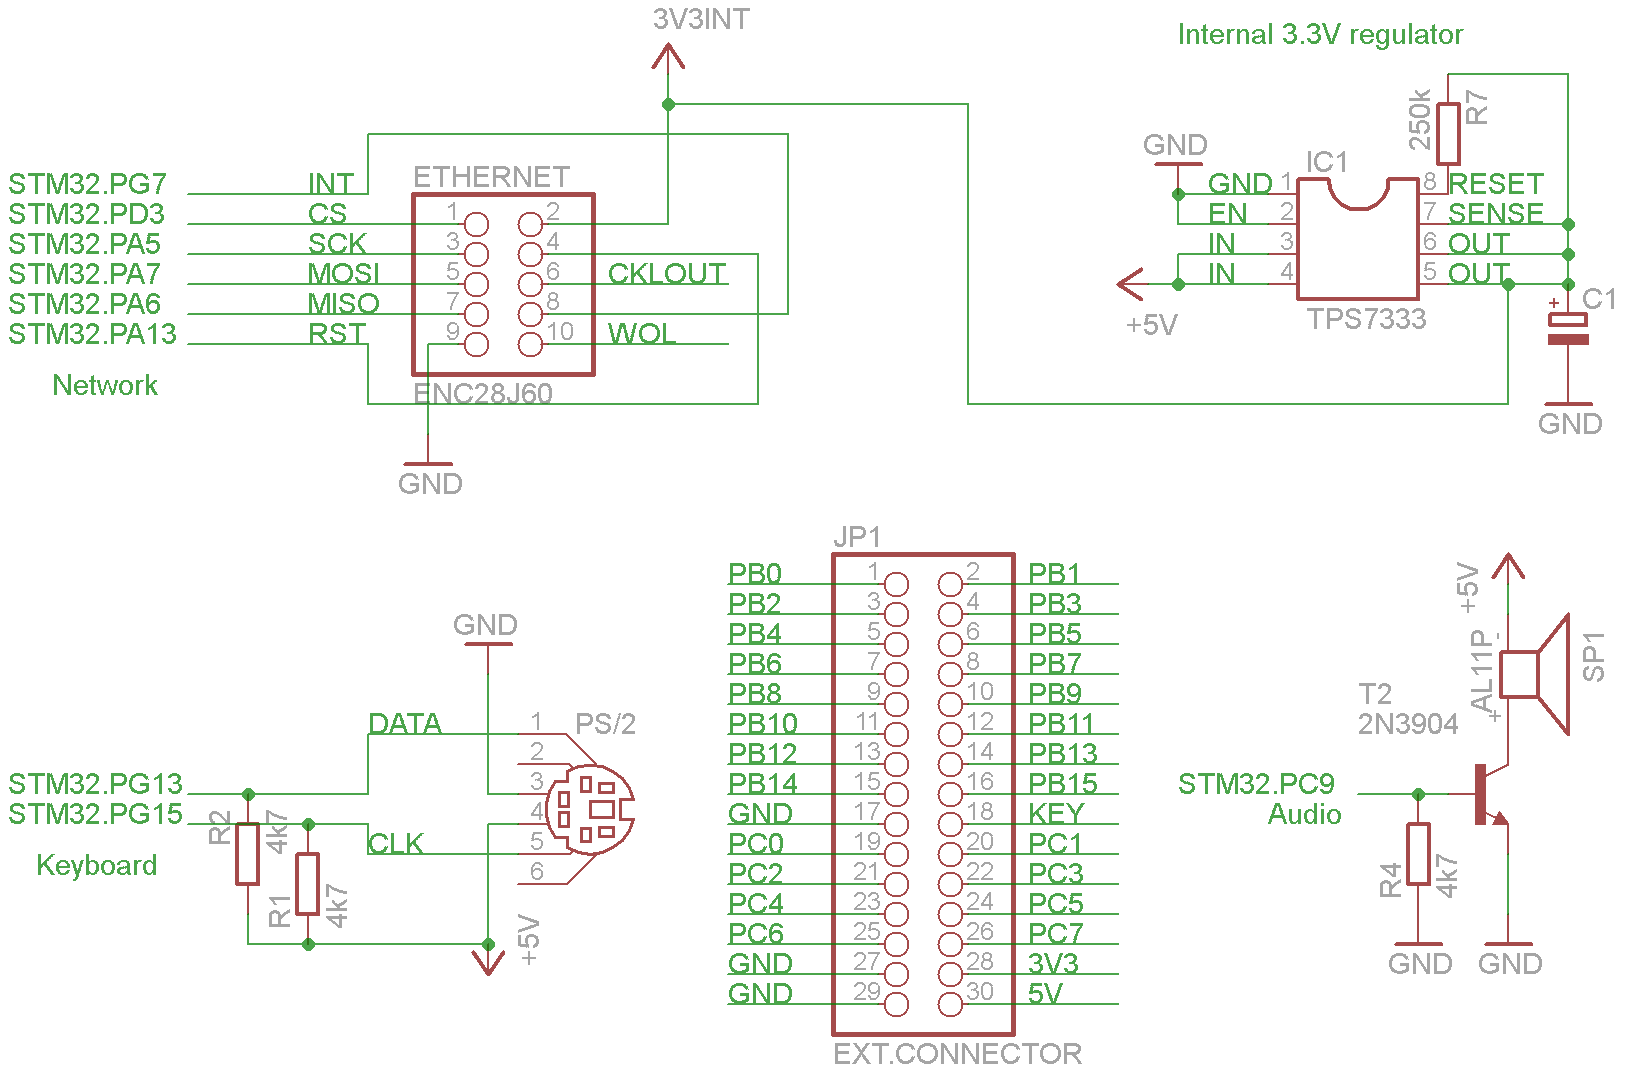 3V3INT
Internal 3.3V regulator
STM32.PG7 INT
STM32.PD3 CS
STM32.PA5 SCK
STM32.PA7 MOSI
STM32.PA6 MISO
STM32.PA13 RST
Network
ETHERNET
1 2
3 4
5 6 CKLOUT
7 8
9 10 WOL
ENC28J60
GND
GND
250k
R7
IC1
GND 1 8 RESET
EN 2 7 SENSE
IN 3 6 OUT
IN 4 5 OUT
TPS7333
+5V
+ C1
GND
GND
DATA
CLK
STM32.PG13
STM32.PG15
Keyboard
R2
4k7
R1
4k7
1
2
3
4
5
6
PS/2
+5V
JP1
PB0 1 2 PB1
PB2 3 4 PB3
PB4 5 6 PB5
PB6 7 8 PB7
PB8 9 10 PB9
PB10 11 12 PB11
PB12 13 14 PB13
PB14 15 16 PB15
GND 17 18 KEY
PC0 19 20 PC1
PC2 21 22 PC3
PC4 23 24 PC5
PC6 25 26 PC7
GND 27 28 3V3
GND 29 30 5V
EXT.CONNECTOR
+5V
AL11P
-
+
SP1
T2
2N3904
STM32.PC9
Audio
R4
4k7
GND
GND